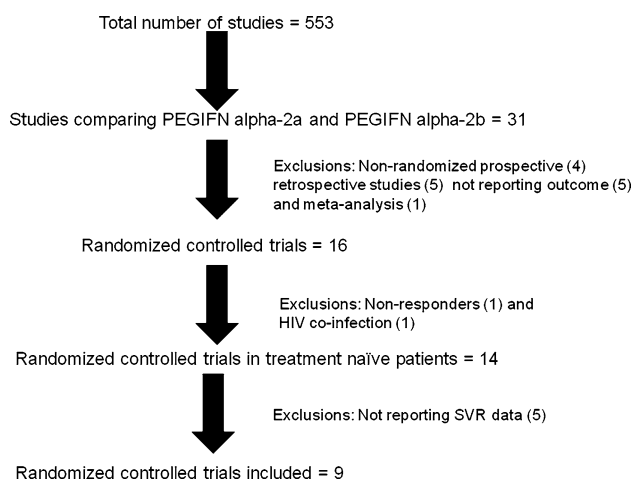 Total number of studies = 553
Studies comparing PEGIFN alpha-2a and PEGIFN alpha-2b = 31
Exclusions: Non-randomized prospective (4)
retrospective studies (5)  not reporting outcome (5)
and meta-analysis (1)
Randomized controlled trials = 16
Exclusions: Non-responders (1) and
HIV co-infection (1)
Randomized controlled trials in treatment naïve patients = 14
Exclusions: Not reporting SVR data (5)
Randomized controlled trials included = 9